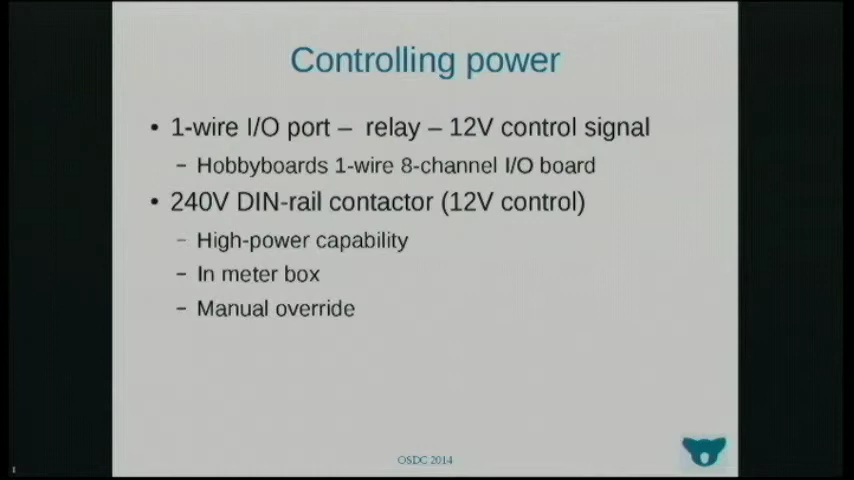 Controlling power
• 1-wire I/O port – relay – 12V control signal
– Hobbyboards 1-wire 8-channel I/O board
• 240V DIN-rail contactor (12V control)
– High-power capability
– In meter box
– Manual override
OSDC 2014